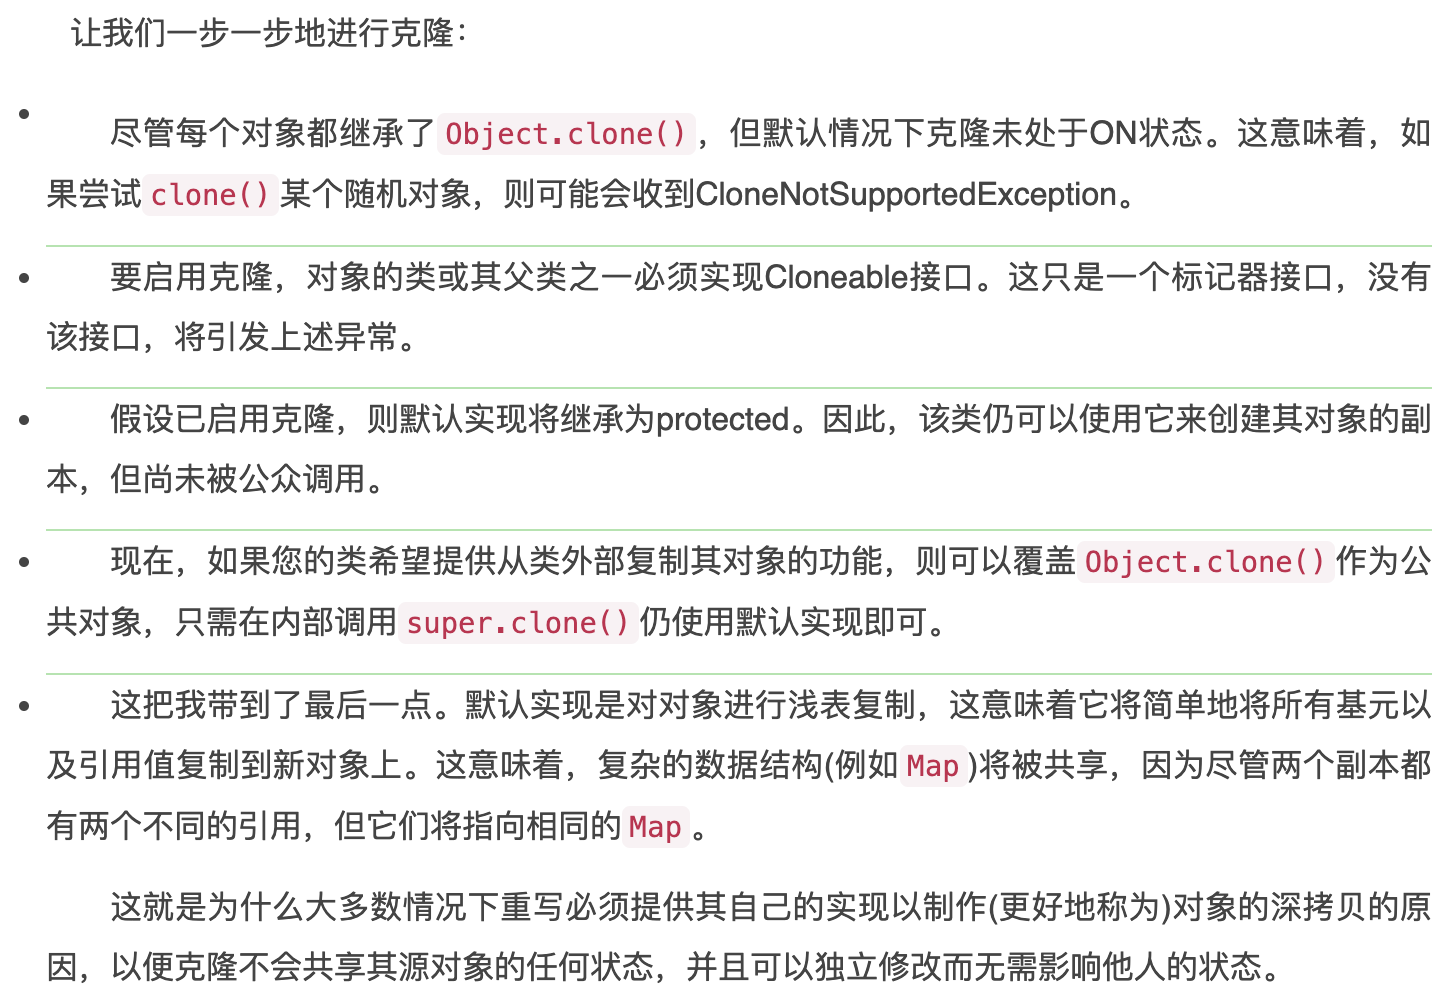 让我们一步一步地进行克隆：
尽管每个对象都继承了Object.clone()，但默认情况下克隆未处于ON状态。这意味着，如
果尝试clone()某个随机对象，则可能会收到CloneNotSupportedException。
要启用克隆，对象的类或其父类之一必须实现Cloneable接口。这只是一个标记器接口，没有
该接口，将引发上述异常。
假设已启用克隆，则默认实现将继承为protected。因此，该类仍可以使用它来创建其对象的副
本，但尚未被公众调用。
现在，如果您的类希望提供从类外部复制其对象的功能，则可以覆盖Object.clone()作为公
共对象，只需在内部调用super.clone()仍使用默认实现即可。
这把我带到了最后一点。默认实现是对对象进行浅表复制，这意味着它将简单地将所有基元以
及引用值复制到新对象上。这意味着，复杂的数据结构(例如Map)将被共享，因为尽管两个副本都
有两个不同的引用，但它们将指向相同的Map。
这就是为什么大多数情况下重写必须提供其自己的实现以制作(更好地称为)对象的深拷贝的原
因，以便克隆不会共享其源对象的任何状态，并且可以独立修改而无需影响他人的状态。